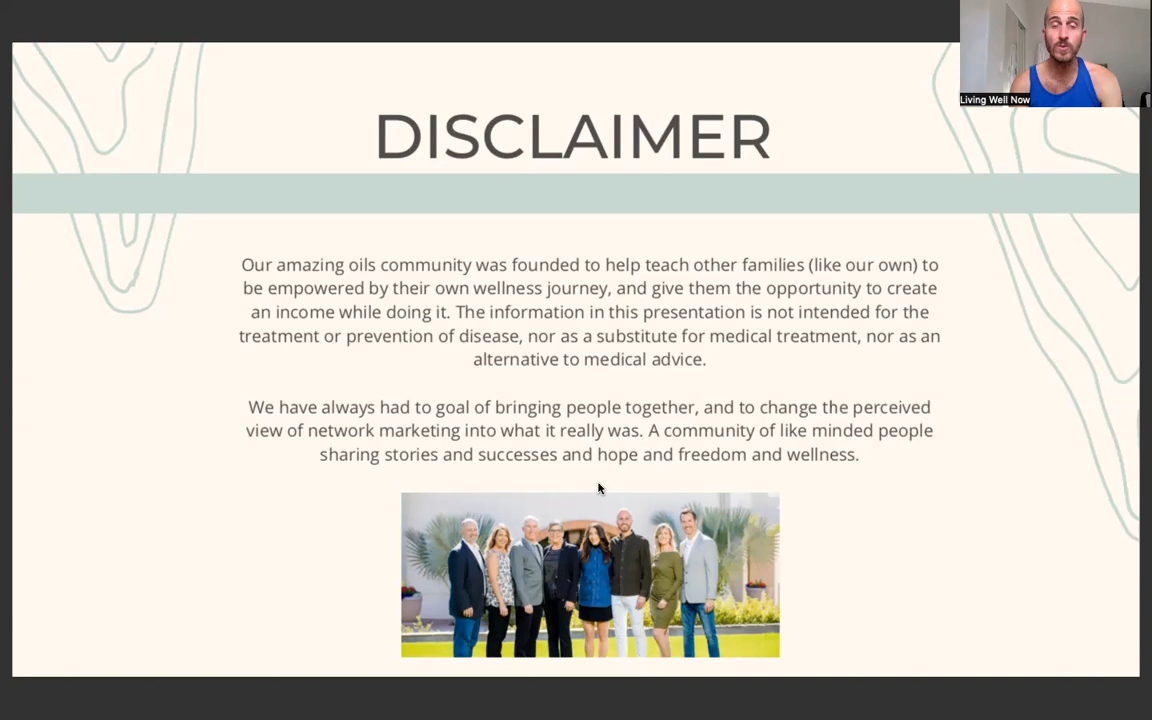 Living Well Now
DISCLAIMER
Our amazing oils community was founded to help teach other families (like our own) to
be empowered by their own wellness journey, and give them the opportunity to create
an income while doing it. The information in this presentation is not intended for the
treatment or prevention of disease, nor as a substitute for medical treatment, nor as an
alternative to medical advice.
We have always had to goal of bringing people together, and to change the perceived
view of network marketing into what it really was. A community of like minded people
sharing stories and successes and hope and freedom and wellness.